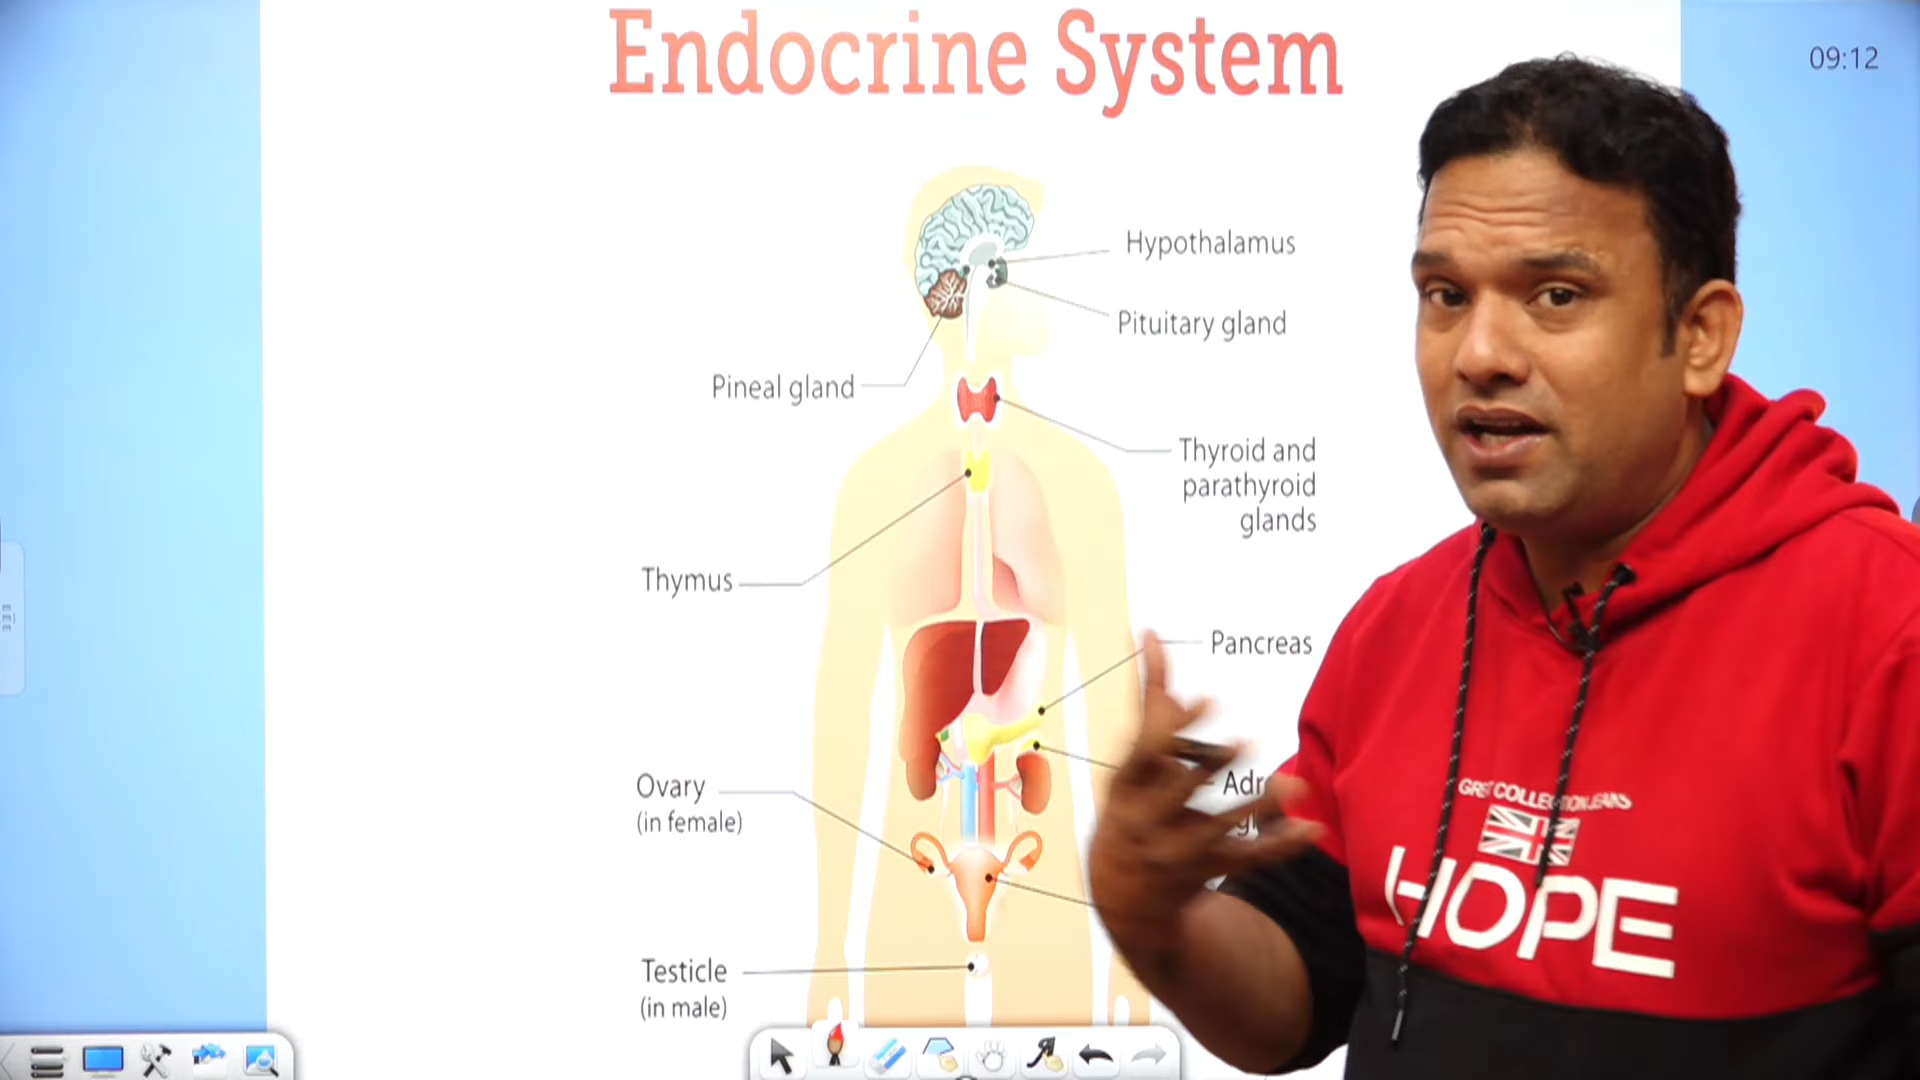 Endocrine System
09:12
Hypothalamus
Pituitary gland
Pineal gland
Thyroid and
parathyroid
glands
Thymus
Pancreas
Ovary
(in female)
Testicle
(in male)
HOPE